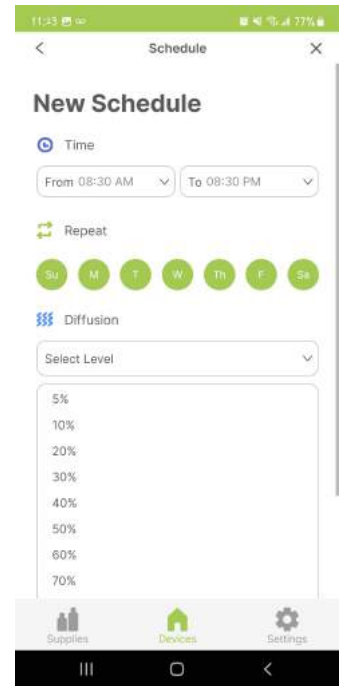 11:23 77%
Schedule
New Schedule
Time
From 08:30 AM To 08:30 PM
Repeat
Su M T W Th F Sa
Diffusion
Select Level
5%
10%
20%
30%
40%
50%
60%
70%
Supplies Devices Settings